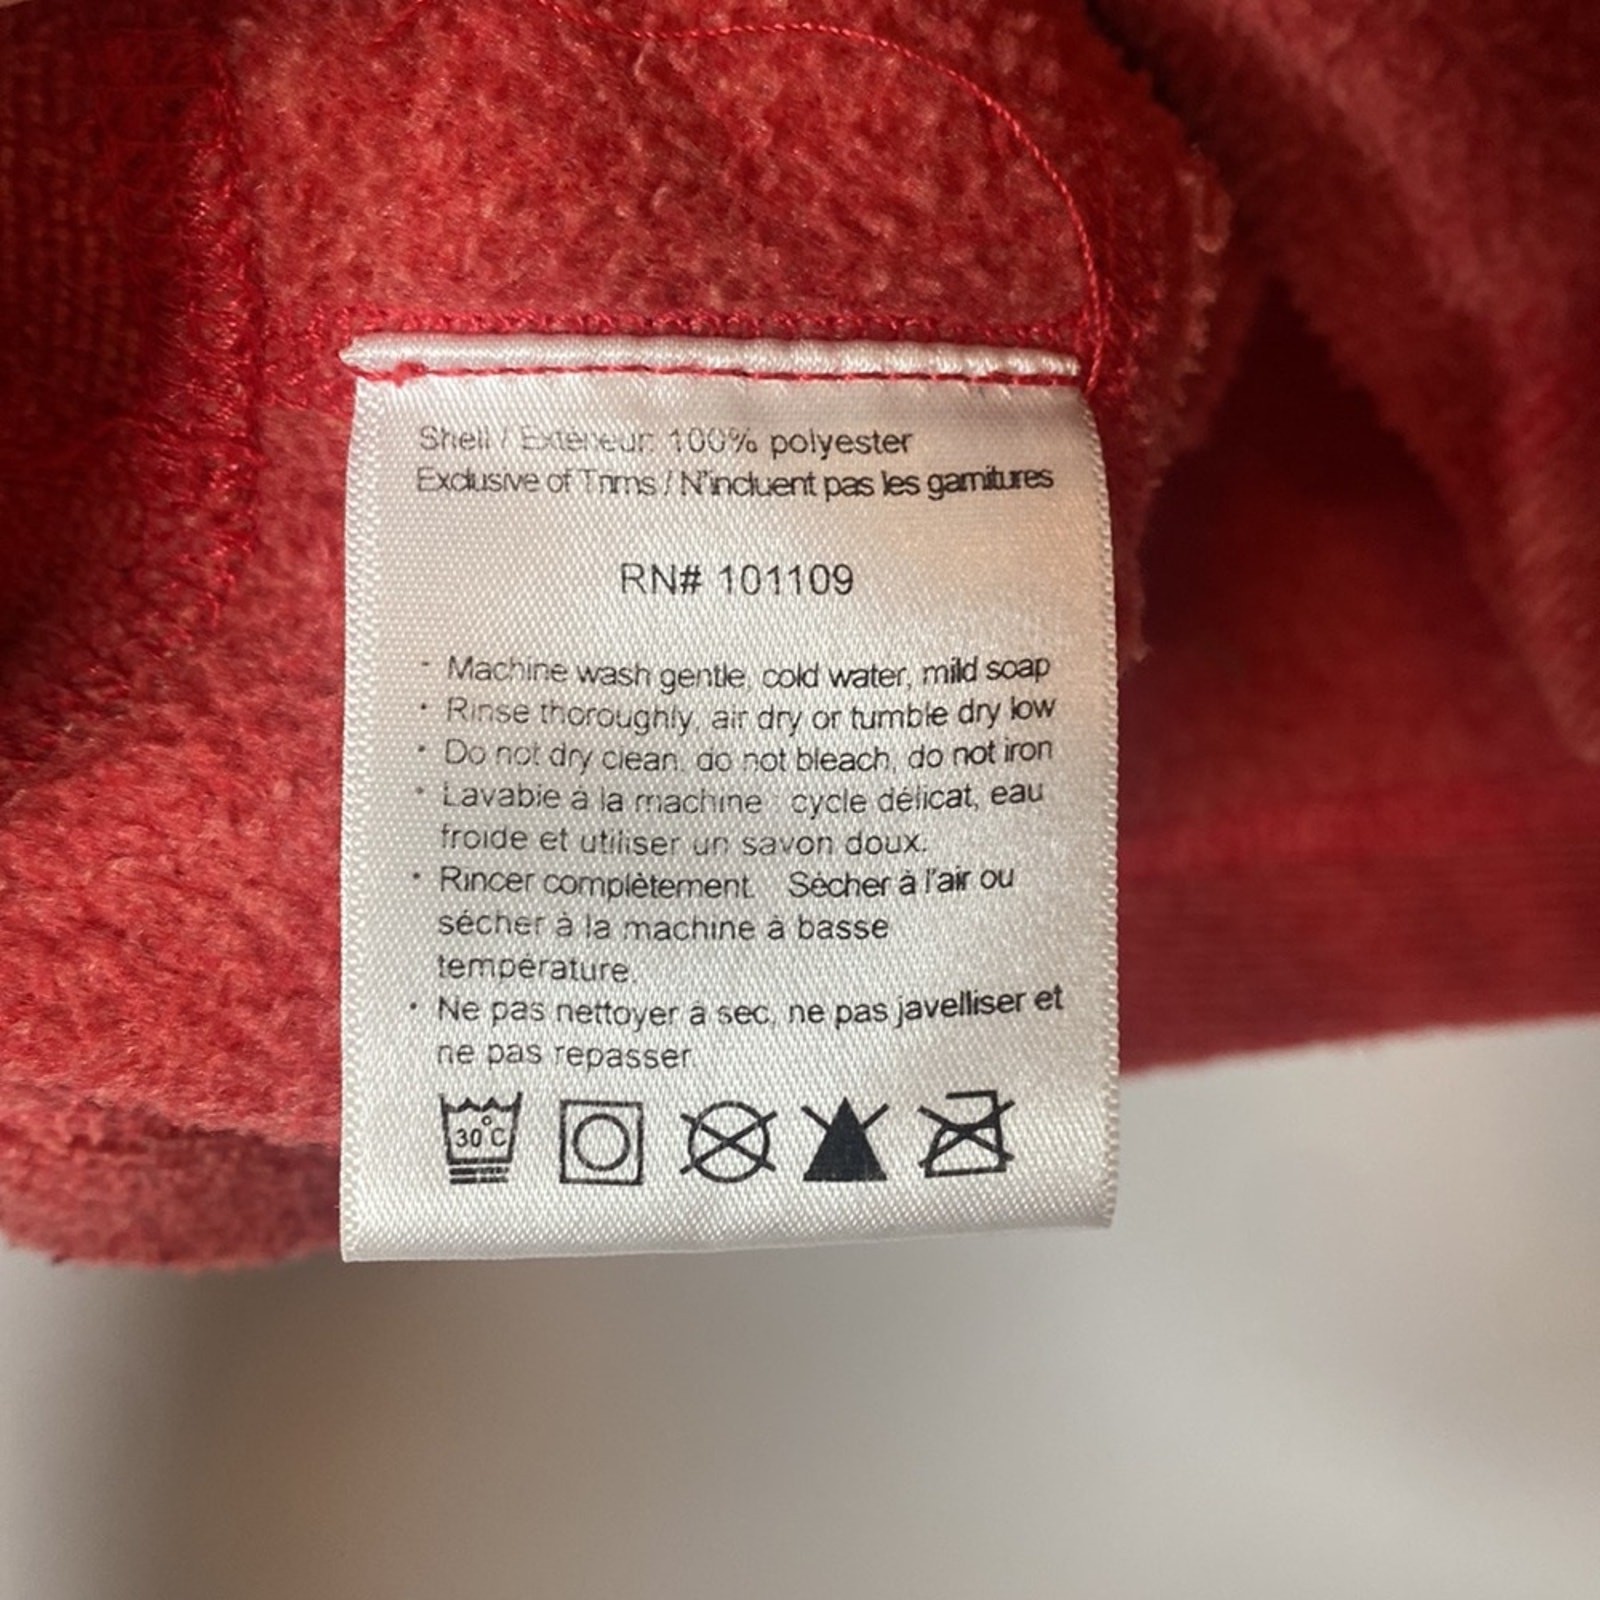 Shell / Extérieur: 100% polyester
Exclusive of Trims / N'incluent pas les garnitures
RN# 101109
· Machine wash gentle, cold water, mild soap
· Rinse thoroughly, air dry or tumble dry low
· Do not dry clean, do not bleach, do not iron
· Lavable à la machine : cycle délicat, eau
froide et utiliser un savon doux.
· Rincer complètement. Sécher à l'air ou
sécher à la machine à basse
température.
· Ne pas nettoyer à sec, ne pas javelliser et
ne pas repasser.
30°C